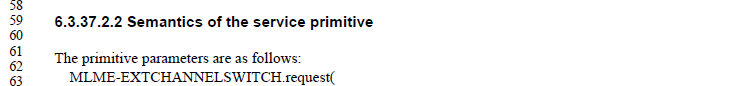 58
59 6.3.37.2.2 Semantics of the service primitive
60
61 The primitive parameters are as follows:
62
63 MLME-EXTCHANNELSWITCH.request(